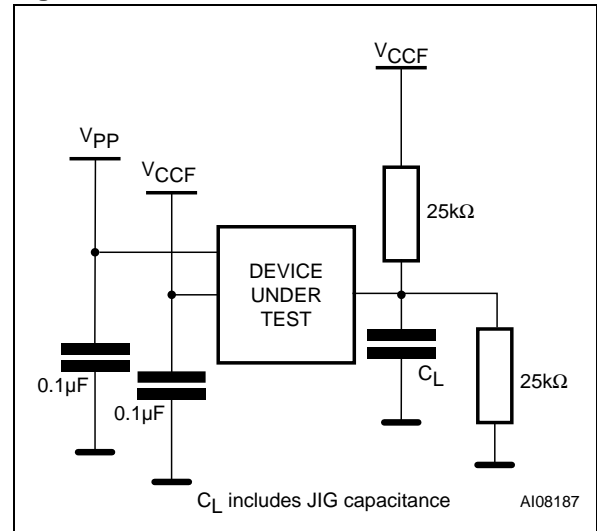 VCCF
VPP
VCCF
25kΩ
DEVICE
UNDER
TEST
CL
25kΩ
0.1µF
0.1µF
CL includes JIG capacitance
AI08187